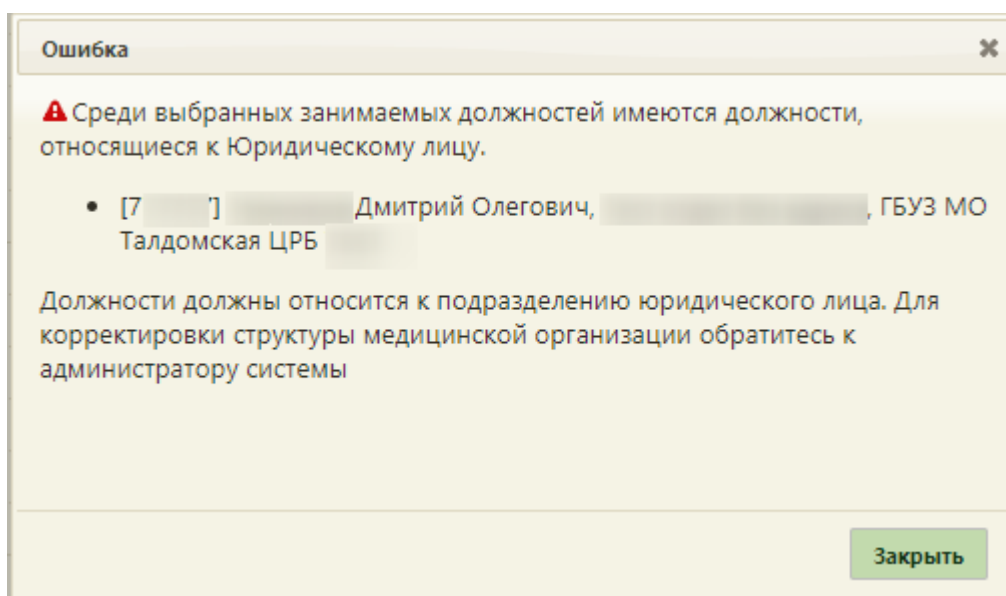 Ошибка
Среди выбранных занимаемых должностей имеются должности,
относящиеся к Юридическому лицу.
• [7 ] Дмитрий Олегович, , ГБУЗ МО
Талдомская ЦРБ
Должности должны относится к подразделению юридического лица. Для
корректировки структуры медицинской организации обратитесь к
администратору системы
Закрыть